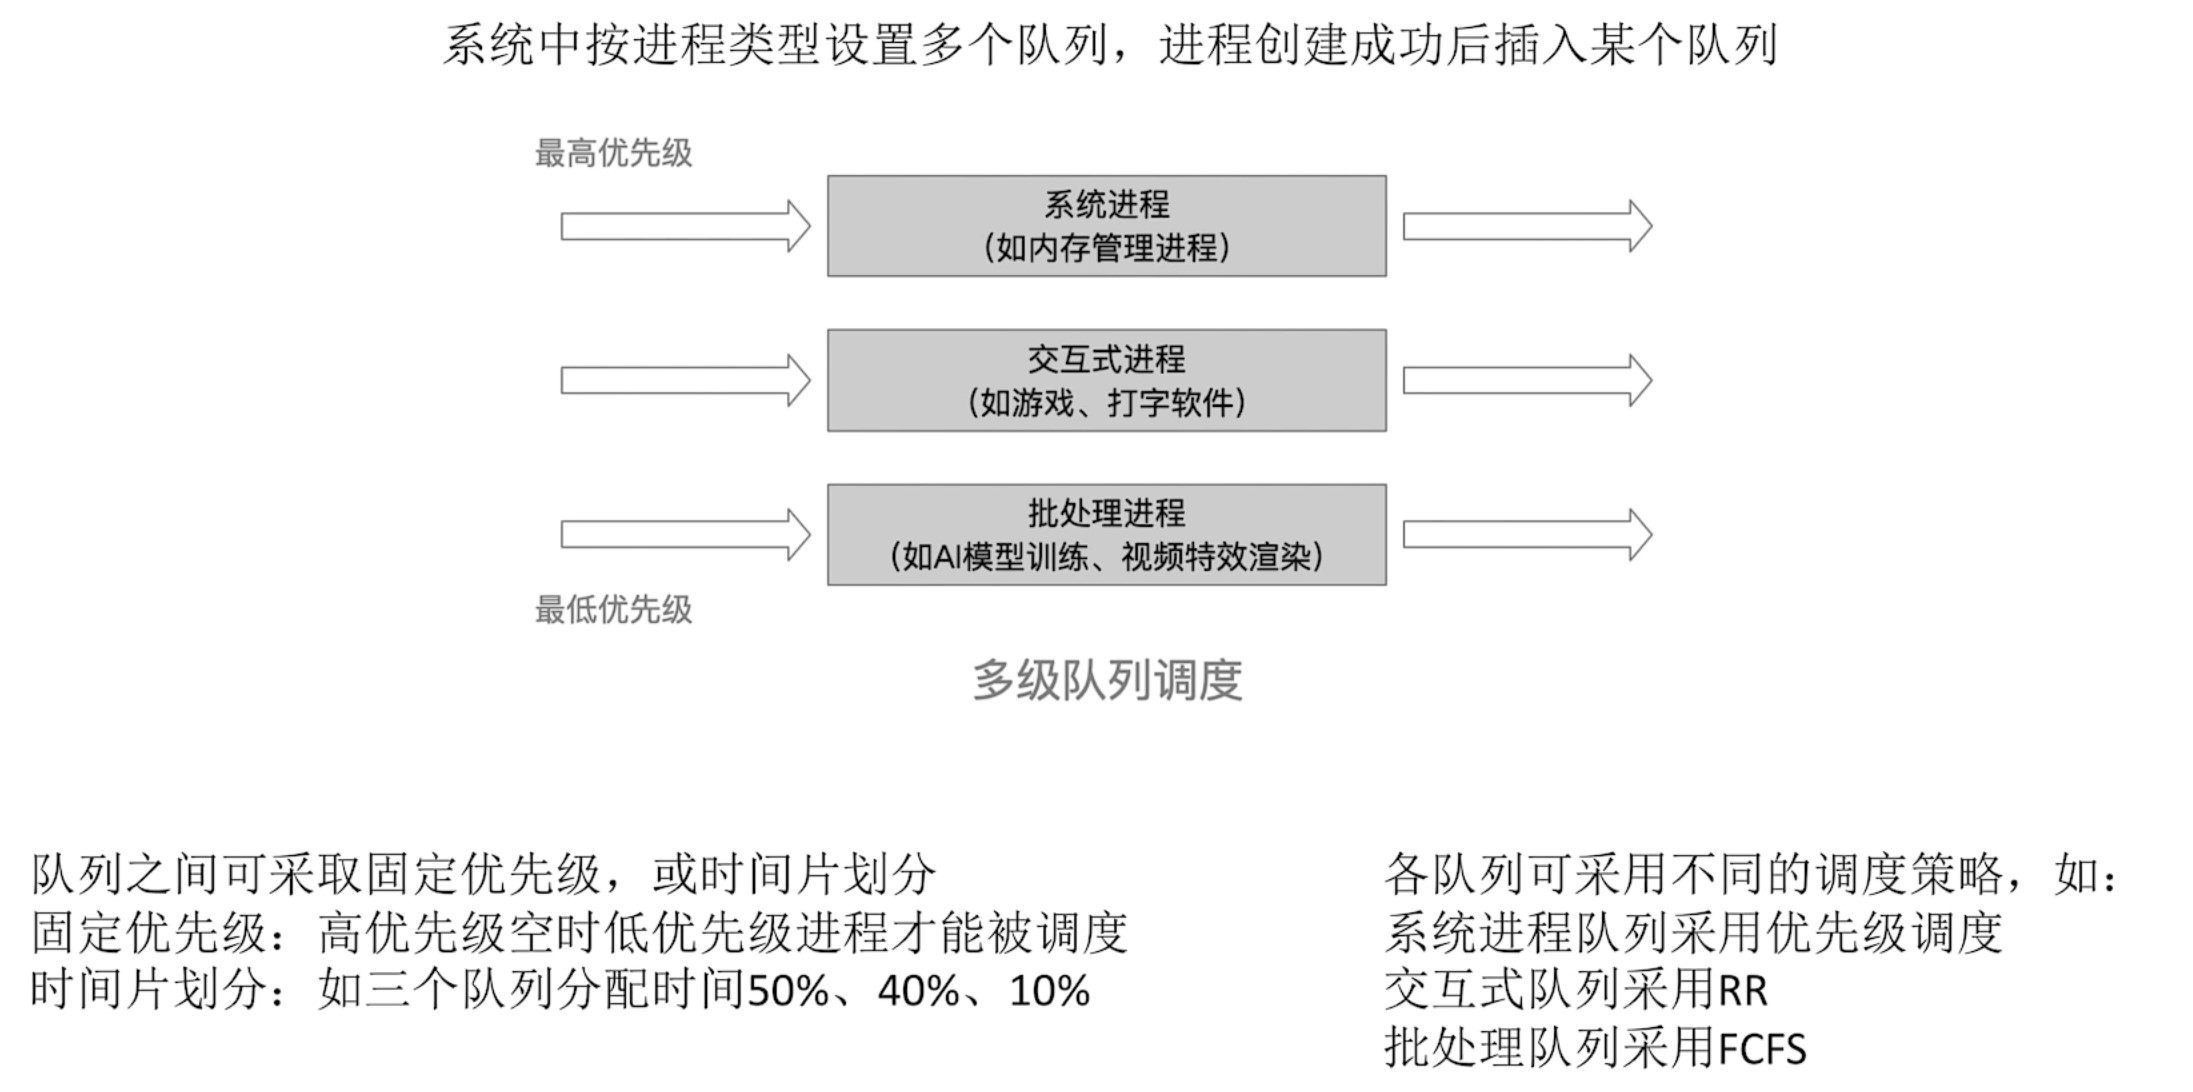 系统中按进程类型设置多个队列，进程创建成功后插入某个队列
最高优先级
系统进程
（如内存管理进程）
交互式进程
（如游戏、打字软件）
批处理进程
（如AI模型训练、视频特效渲染）
最低优先级
多级队列调度
队列之间可采取固定优先级，或时间片划分
固定优先级：高优先级空时低优先级进程才能被调度
时间片划分：如三个队列分配时间50%、40%、10%
各队列可采用不同的调度策略，如：
系统进程队列采用优先级调度
交互式队列采用RR
批处理队列采用FCFS